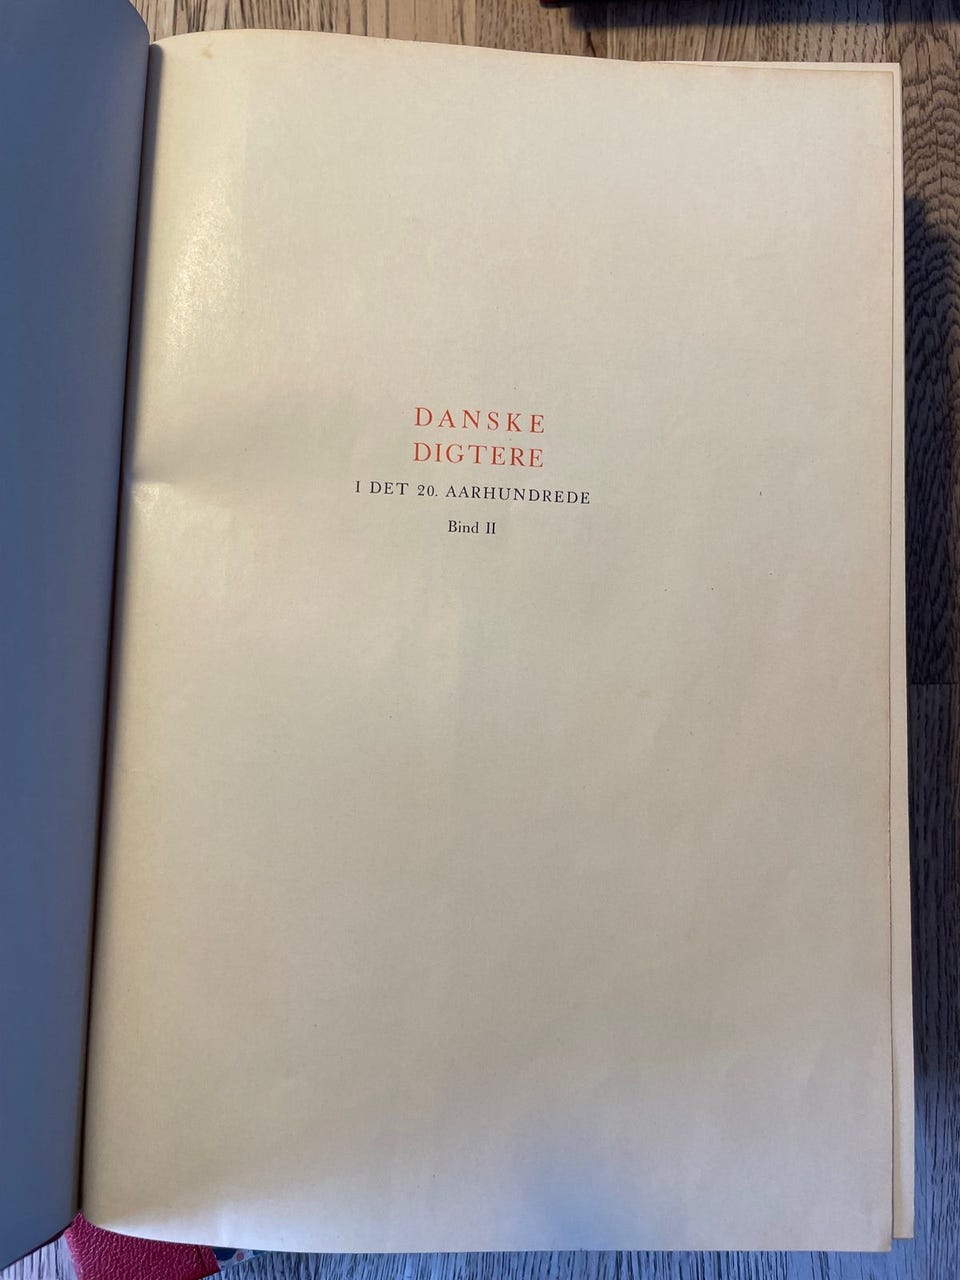 DANSKE
DIGTERE
I DET 20. AARHUNDREDE
Bind II